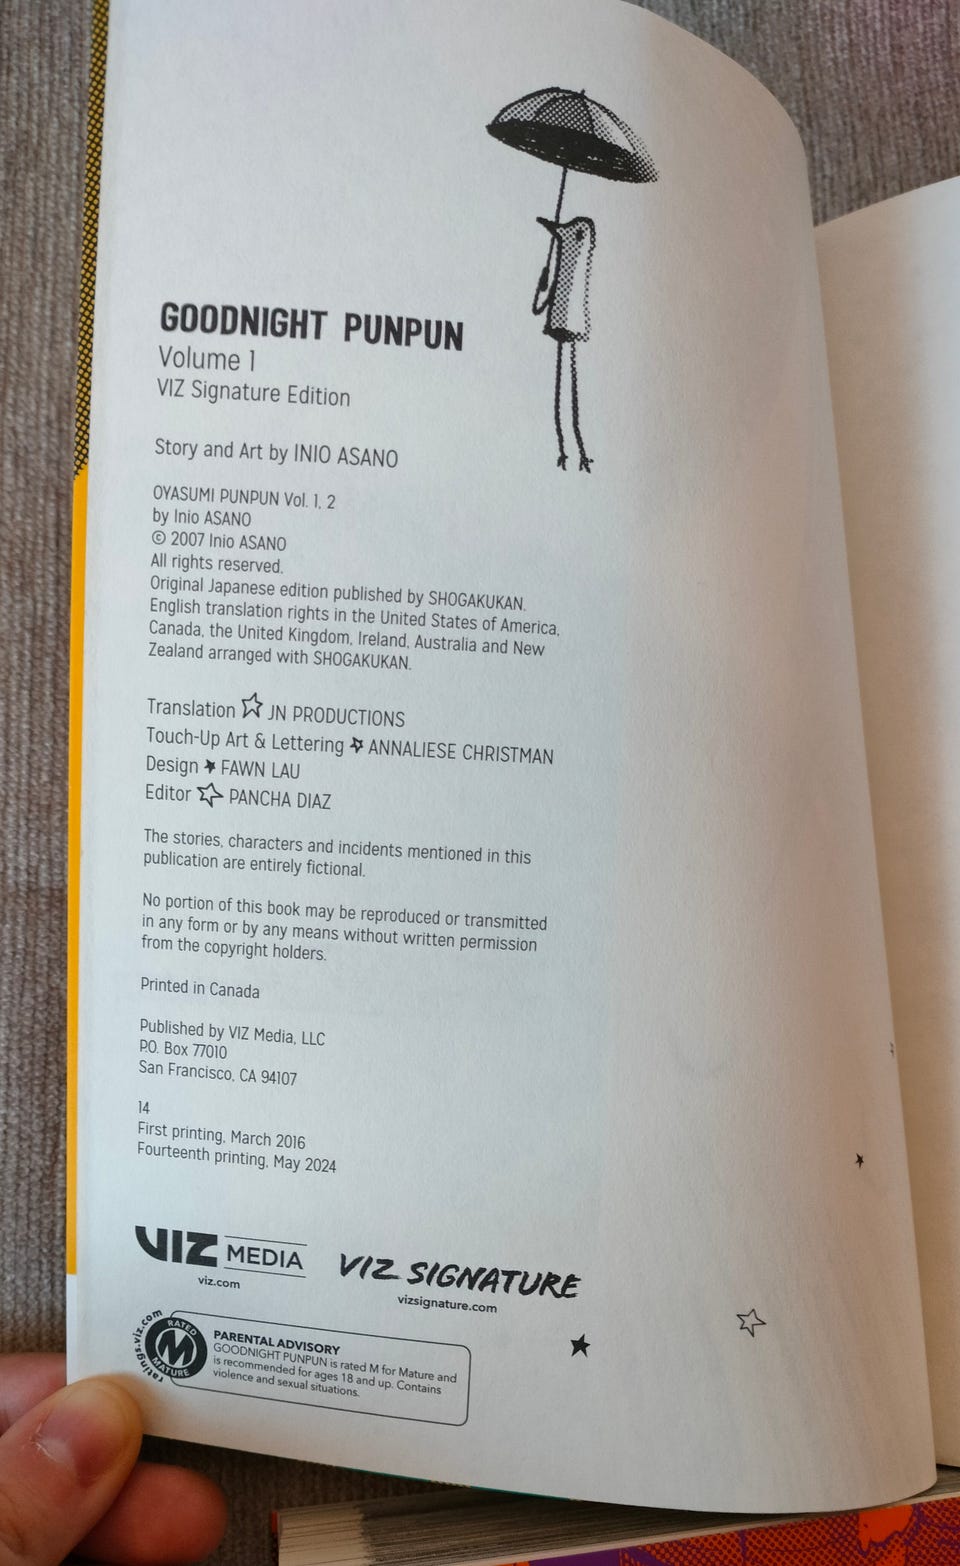 GOODNIGHT PUNPUN
Volume 1
VIZ Signature Edition
Story and Art by INIO ASANO
OYASUMI PUNPUN Vol. 1, 2
by Inio ASANO
© 2007 Inio ASANO
All rights reserved.
Original Japanese edition published by SHOGAKUKAN.
English translation rights in the United States of America,
Canada, the United Kingdom, Ireland, Australia and New
Zealand arranged with SHOGAKUKAN.
Translation ☆ JN PRODUCTIONS
Touch-Up Art & Lettering ★ ANNALIESE CHRISTMAN
Design ★ FAWN LAU
Editor ☆ PANCHA DIAZ
The stories, characters and incidents mentioned in this
publication are entirely fictional.
No portion of this book may be reproduced or transmitted
in any form or by any means without written permission
from the copyright holders.
Printed in Canada
Published by VIZ Media, LLC
P.O. Box 77010
San Francisco, CA 94107
14
First printing, March 2016
Fourteenth printing, May 2024
VIZ MEDIA
viz.com
VIZ SIGNATURE
vizsignature.com
ratings.viz.com
RATED
M
MATURE
PARENTAL ADVISORY
GOODNIGHT PUNPUN is rated M for Mature and
is recommended for ages 18 and up. Contains
violence and sexual situations.